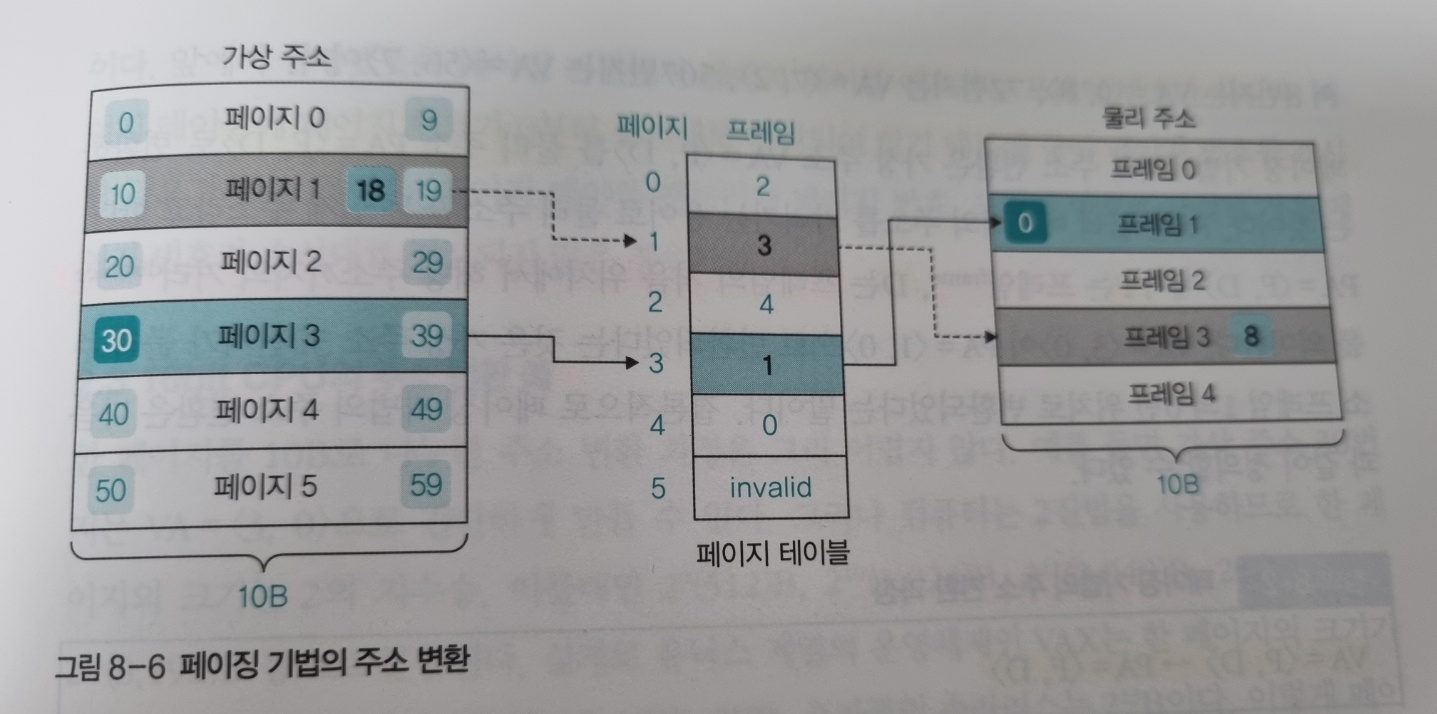 가상 주소
0 페이지 0 9
10 페이지 1 18 19
20 페이지 2 29
30 페이지 3 39
40 페이지 4 49
50 페이지 5 59
10B
페이지 프레임
0 2
1 3
2 4
3 1
4 0
5 invalid
페이지 테이블
물리 주소
프레임 0
0 프레임 1
프레임 2
프레임 3 8
프레임 4
10B
그림 8-6 페이징 기법의 주소 변환